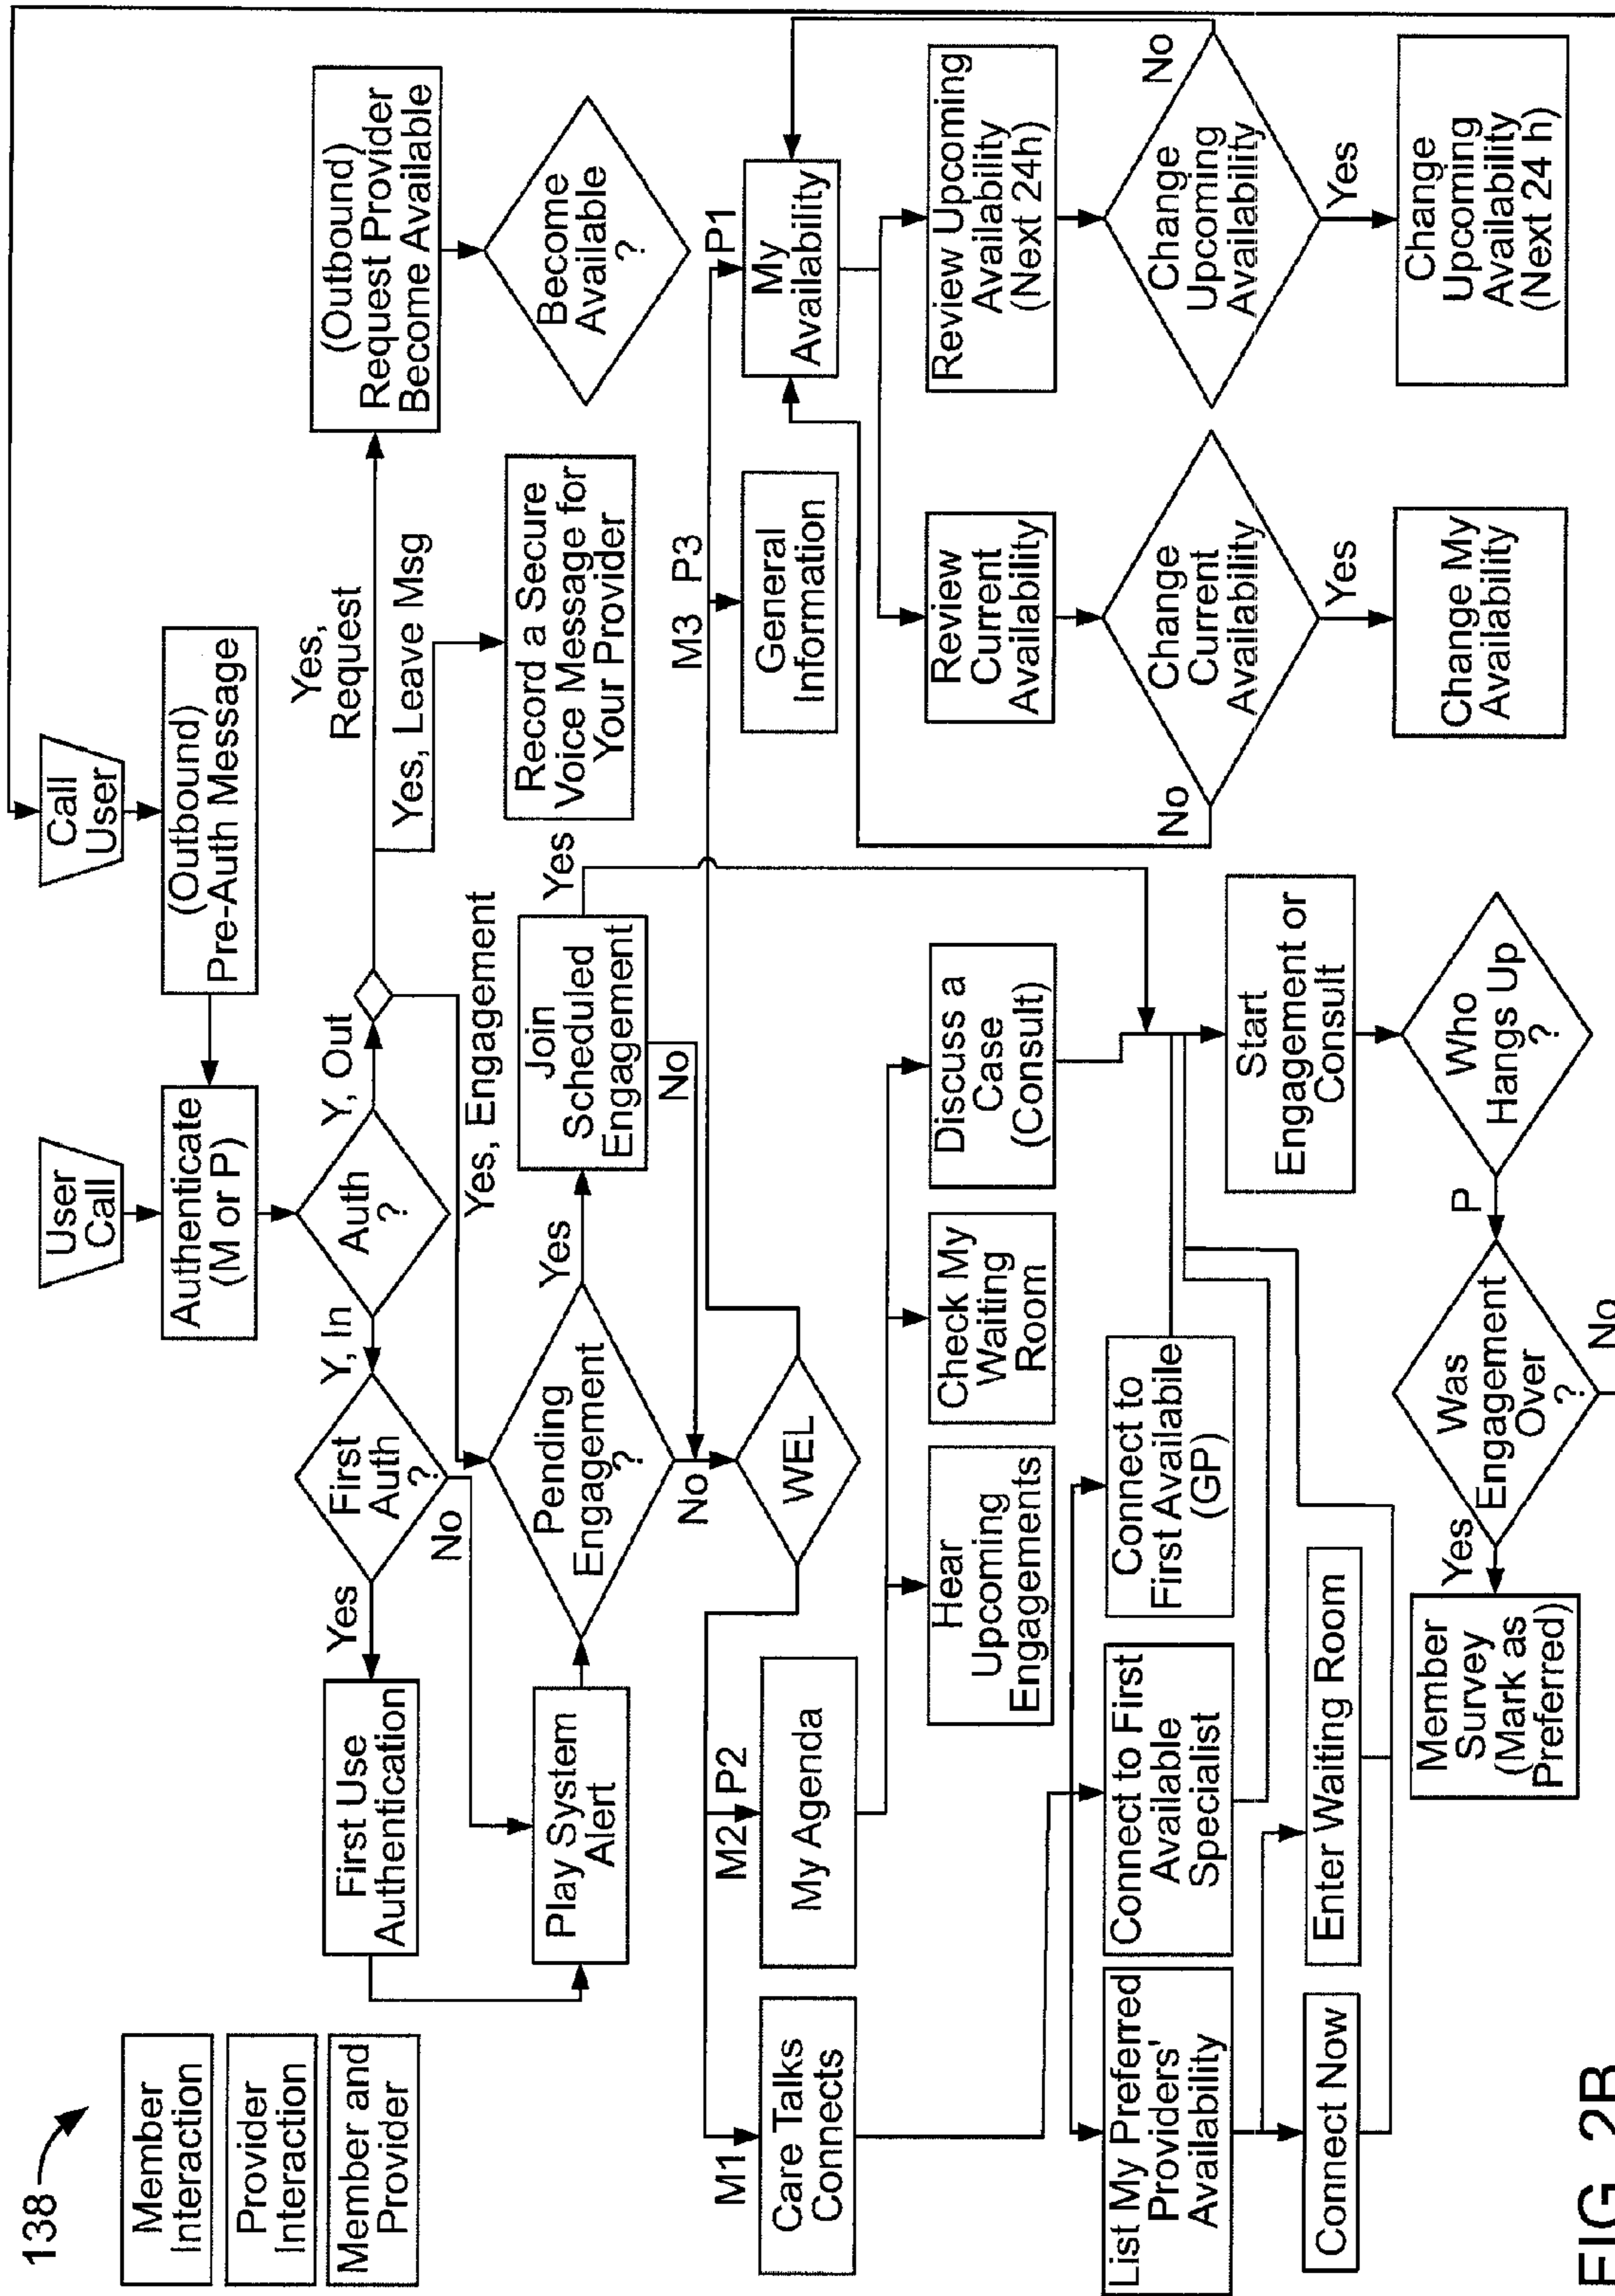 138
Member
Interaction
Provider
Interaction
Member and
Provider
User
Call
Call
User
(Outbound)
Pre-Auth Message
Authenticate
(M or P)
Auth
?
Y, In
Y, Out
First
Auth
?
Yes
No
First Use
Authentication
Yes,
Request
Yes, Leave Msg
Yes, Engagement
(Outbound)
Request Provider
Become Available
Become
Available
?
Record a Secure
Voice Message for
Your Provider
Play System
Alert
Pending
Engagement
?
Yes
No
Join
Scheduled
Engagement
Yes
No
WEL
M1
M2 P2
M3 P3
P1
Care Talks
Connects
My Agenda
General
Information
My
Availability
Hear
Upcoming
Engagements
Check My
Waiting
Room
Discuss a
Case
(Consult)
Review
Current
Availability
Review Upcoming
Availability
(Next 24h)
List My Preferred
Providers'
Availability
Connect to First
Available
Specialist
Connect to
First Availabile
(GP)
Change
Current
Availability
No
Yes
Change
Upcoming
Availability
No
Yes
Connect Now
Enter Waiting Room
Start
Engagement or
Consult
Change My
Availability
Change
Upcoming
Availability
(Next 24 h)
Member
Survey
(Mark as
Preferred)
Yes
Was
Engagement
Over
?
No
P
Who
Hangs Up
?
FIG. 2B